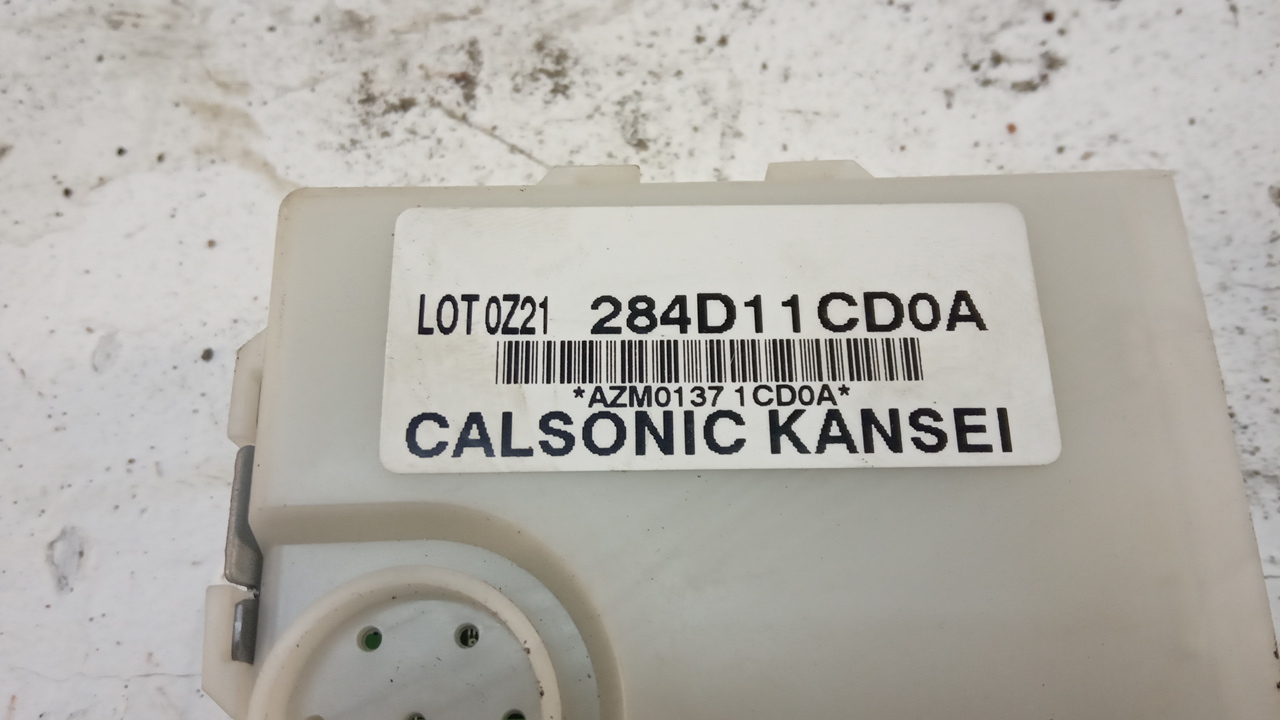 LOT 0Z21 284D11CD0A
*AZM0137 1CD0A*
CALSONIC KANSEI